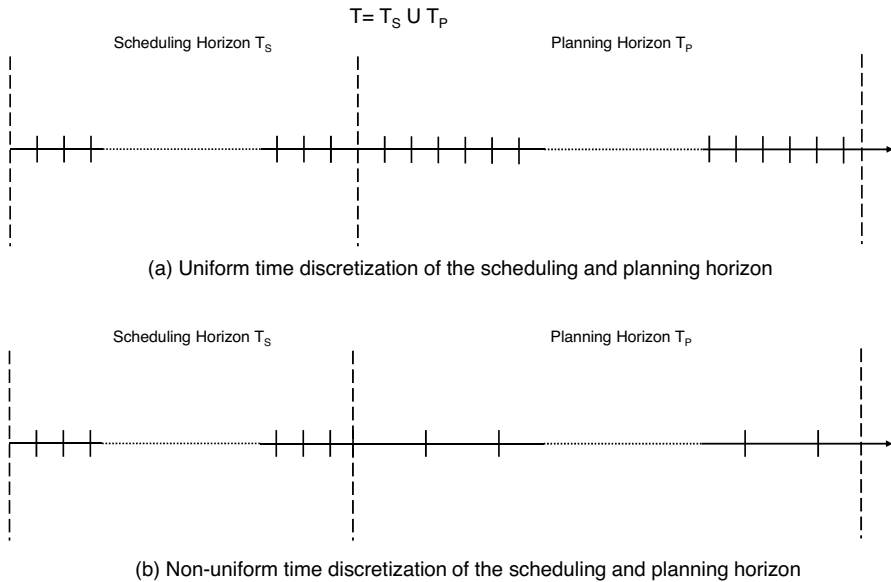 T= T_S U T_P
Scheduling Horizon T_S
Planning Horizon T_P
(a) Uniform time discretization of the scheduling and planning horizon
Scheduling Horizon T_S
Planning Horizon T_P
(b) Non-uniform time discretization of the scheduling and planning horizon